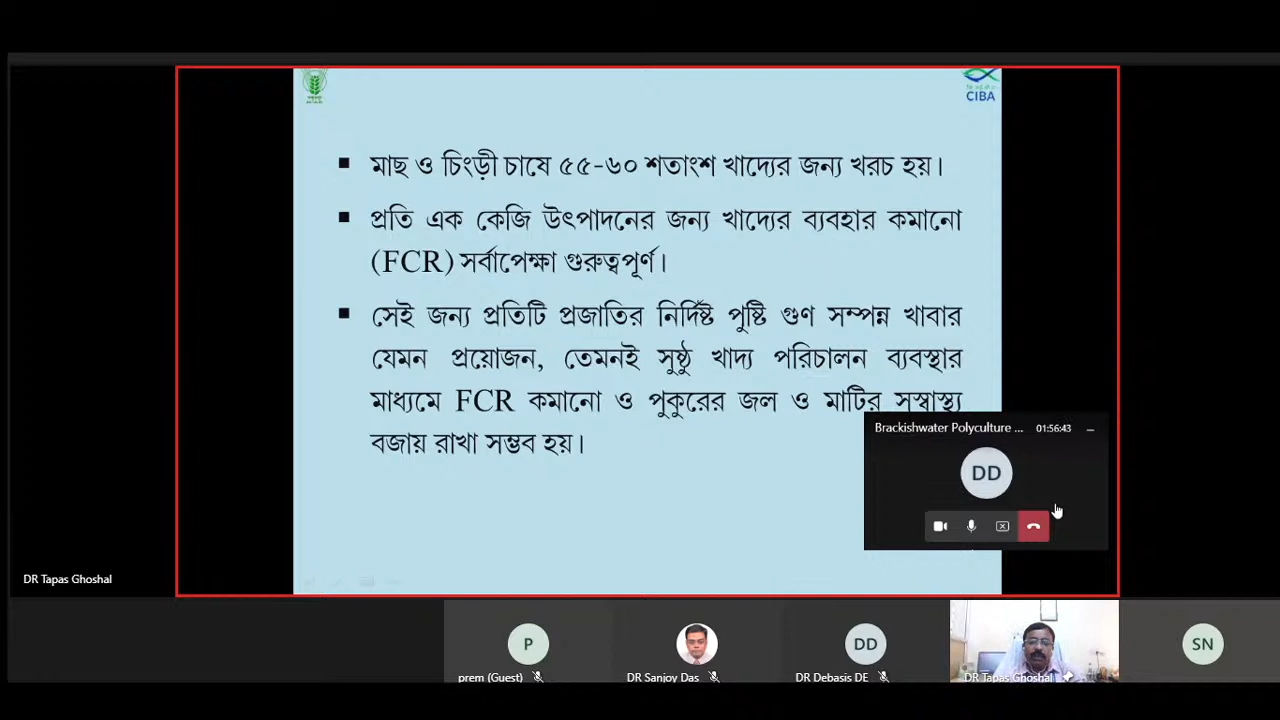 CIBA
মাছ ও চিংড়ী চাষে ৫৫-৬০ শতাংশ খাদ্যের জন্য খরচ হয়।
প্রতি এক কেজি উৎপাদনের জন্য খাদ্যের ব্যবহার কমানো
(FCR) সর্বাপেক্ষা গুরুত্বপূর্ণ।
সেই জন্য প্রতিটি প্রজাতির নির্দিষ্ট পুষ্টি গুণ সম্পন্ন খাবার
যেমন প্রয়োজন, তেমনই সুষ্ঠু খাদ্য পরিচালন ব্যবস্থার
মাধ্যমে FCR কমানো ও পুকুরের জল ও মাটির সুস্বাস্থ্য
বজায় রাখা সম্ভব হয়।
Brackishwater Polyculture ... 01:56:43
DD
DR Tapas Ghoshal
P DD SN
prem (Guest) DR Sanjoy Das DR Debasis DE DR Tapas Ghoshal